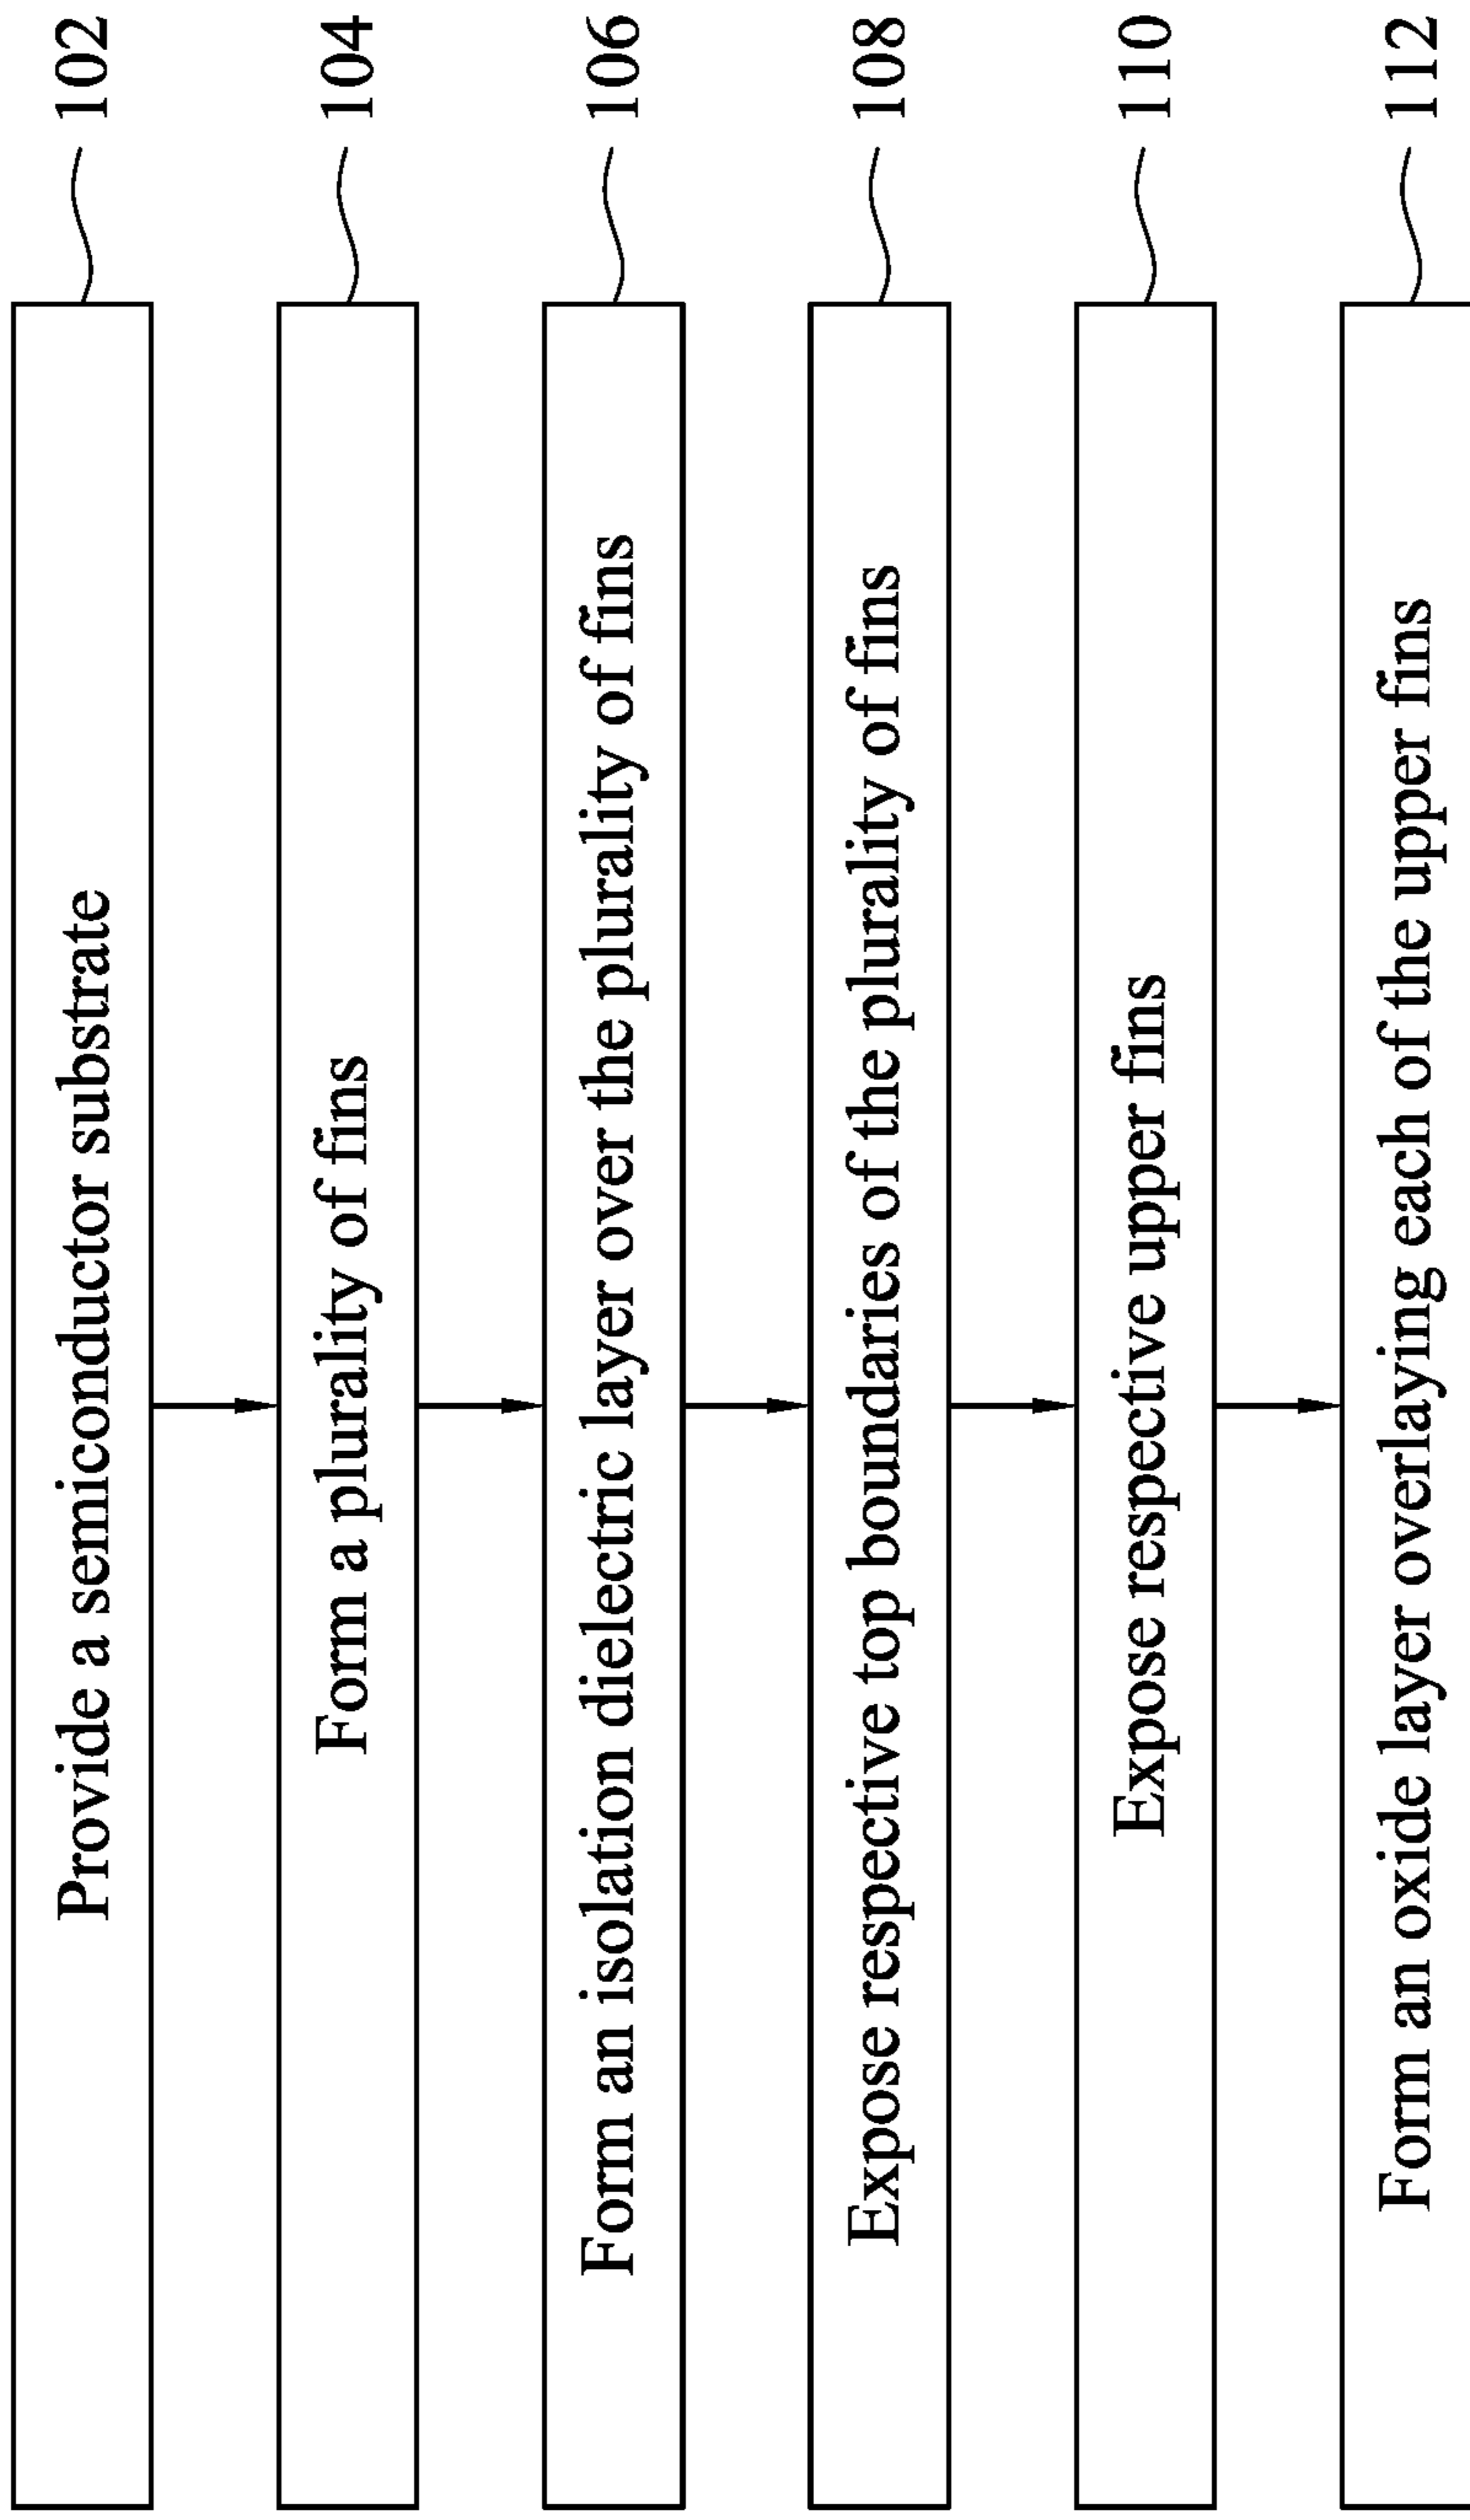 Provide a semiconductor substrate
102
Form a plurality of fins
104
Form an isolation dielectric layer over the plurality of fins
106
Expose respective top boundaries of the plurality of fins
108
Expose respective upper fins
110
Form an oxide layer overlaying each of the upper fins
112